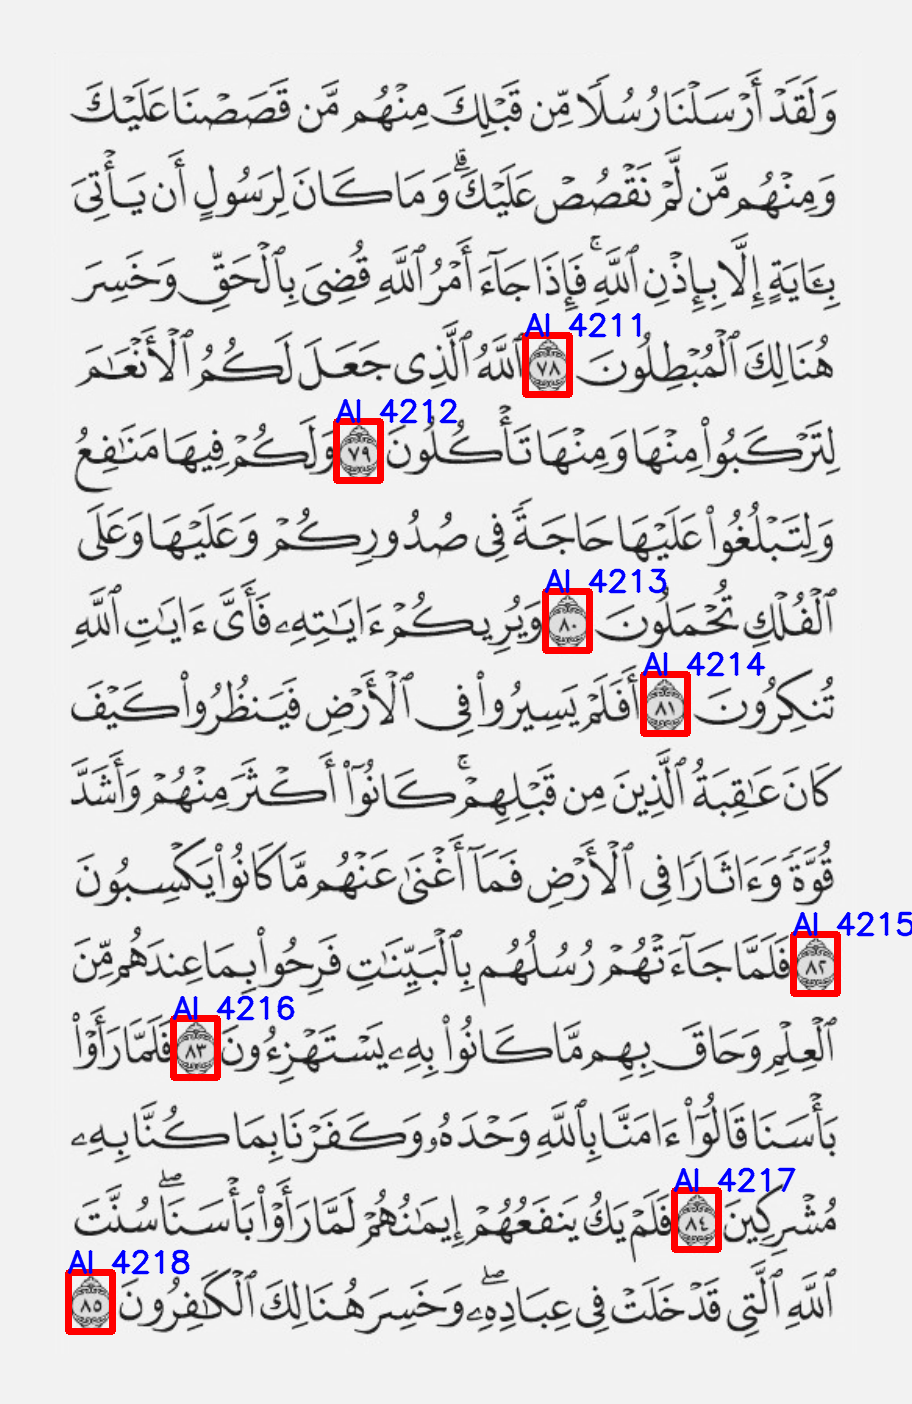 وَلَقَدۡ أَرۡسَلۡنَا رُسُلٗا مِّن قَبۡلِكَ مِنۡهُم مَّن قَصَصۡنَا عَلَيۡكَ
وَمِنۡهُم مَّن لَّمۡ نَقۡصُصۡ عَلَيۡكَۗ وَمَا كَانَ لِرَسُولٍ أَن يَأۡتِيَ
بِـَٔايَةٍ إِلَّا بِإِذۡنِ ٱللَّهِۚ فَإِذَا جَآءَ أَمۡرُ ٱللَّهِ قُضِيَ بِٱلۡحَقِّ وَخَسِرَ
AI 4211
هُنَالِكَ ٱلۡمُبۡطِلُونَ ٧٨ ٱللَّهُ ٱلَّذِي جَعَلَ لَكُمُ ٱلۡأَنۡعَٰمَ
AI 4212
لِتَرۡكَبُواْ مِنۡهَا وَمِنۡهَا تَأۡكُلُونَ ٧٩ وَلَكُمۡ فِيهَا مَنَٰفِعُ
وَلِتَبۡلُغُواْ عَلَيۡهَا حَاجَةٗ فِي صُدُورِكُمۡ وَعَلَيۡهَا وَعَلَى
AI 4213
ٱلۡفُلۡكِ تُحۡمَلُونَ ٨٠ وَيُرِيكُمۡ ءَايَٰتِهِۦ فَأَيَّ ءَايَٰتِ ٱللَّهِ
AI 4214
تُنكِرُونَ ٨١ أَفَلَمۡ يَسِيرُواْ فِي ٱلۡأَرۡضِ فَيَنظُرُواْ كَيۡفَ
كَانَ عَٰقِبَةُ ٱلَّذِينَ مِن قَبۡلِهِمۡۚ كَانُوٓاْ أَكۡثَرَ مِنۡهُمۡ وَأَشَدَّ
قُوَّةٗ وَءَاثَارٗا فِي ٱلۡأَرۡضِ فَمَآ أَغۡنَىٰ عَنۡهُم مَّا كَانُواْ يَكۡسِبُونَ
AI 4215
٨٢ فَلَمَّا جَآءَتۡهُمۡ رُسُلُهُم بِٱلۡبَيِّنَٰتِ فَرِحُواْ بِمَا عِندَهُم مِّنَ
AI 4216
ٱلۡعِلۡمِ وَحَاقَ بِهِم مَّا كَانُواْ بِهِۦ يَسۡتَهۡزِءُونَ ٨٣ فَلَمَّا رَأَوۡاْ
بَأۡسَنَا قَالُوٓاْ ءَامَنَّا بِٱللَّهِ وَحۡدَهُۥ وَكَفَرۡنَا بِمَا كُنَّا بِهِۦ
AI 4217
مُشۡرِكِينَ ٨٤ فَلَمۡ يَكُ يَنفَعُهُمۡ إِيمَٰنُهُمۡ لَمَّا رَأَوۡاْ بَأۡسَنَاۖ سُنَّتَ
AI 4218
ٱللَّهِ ٱلَّتِي قَدۡ خَلَتۡ فِي عِبَادِهِۦۖ وَخَسِرَ هُنَالِكَ ٱلۡكَٰفِرُونَ ٨٥